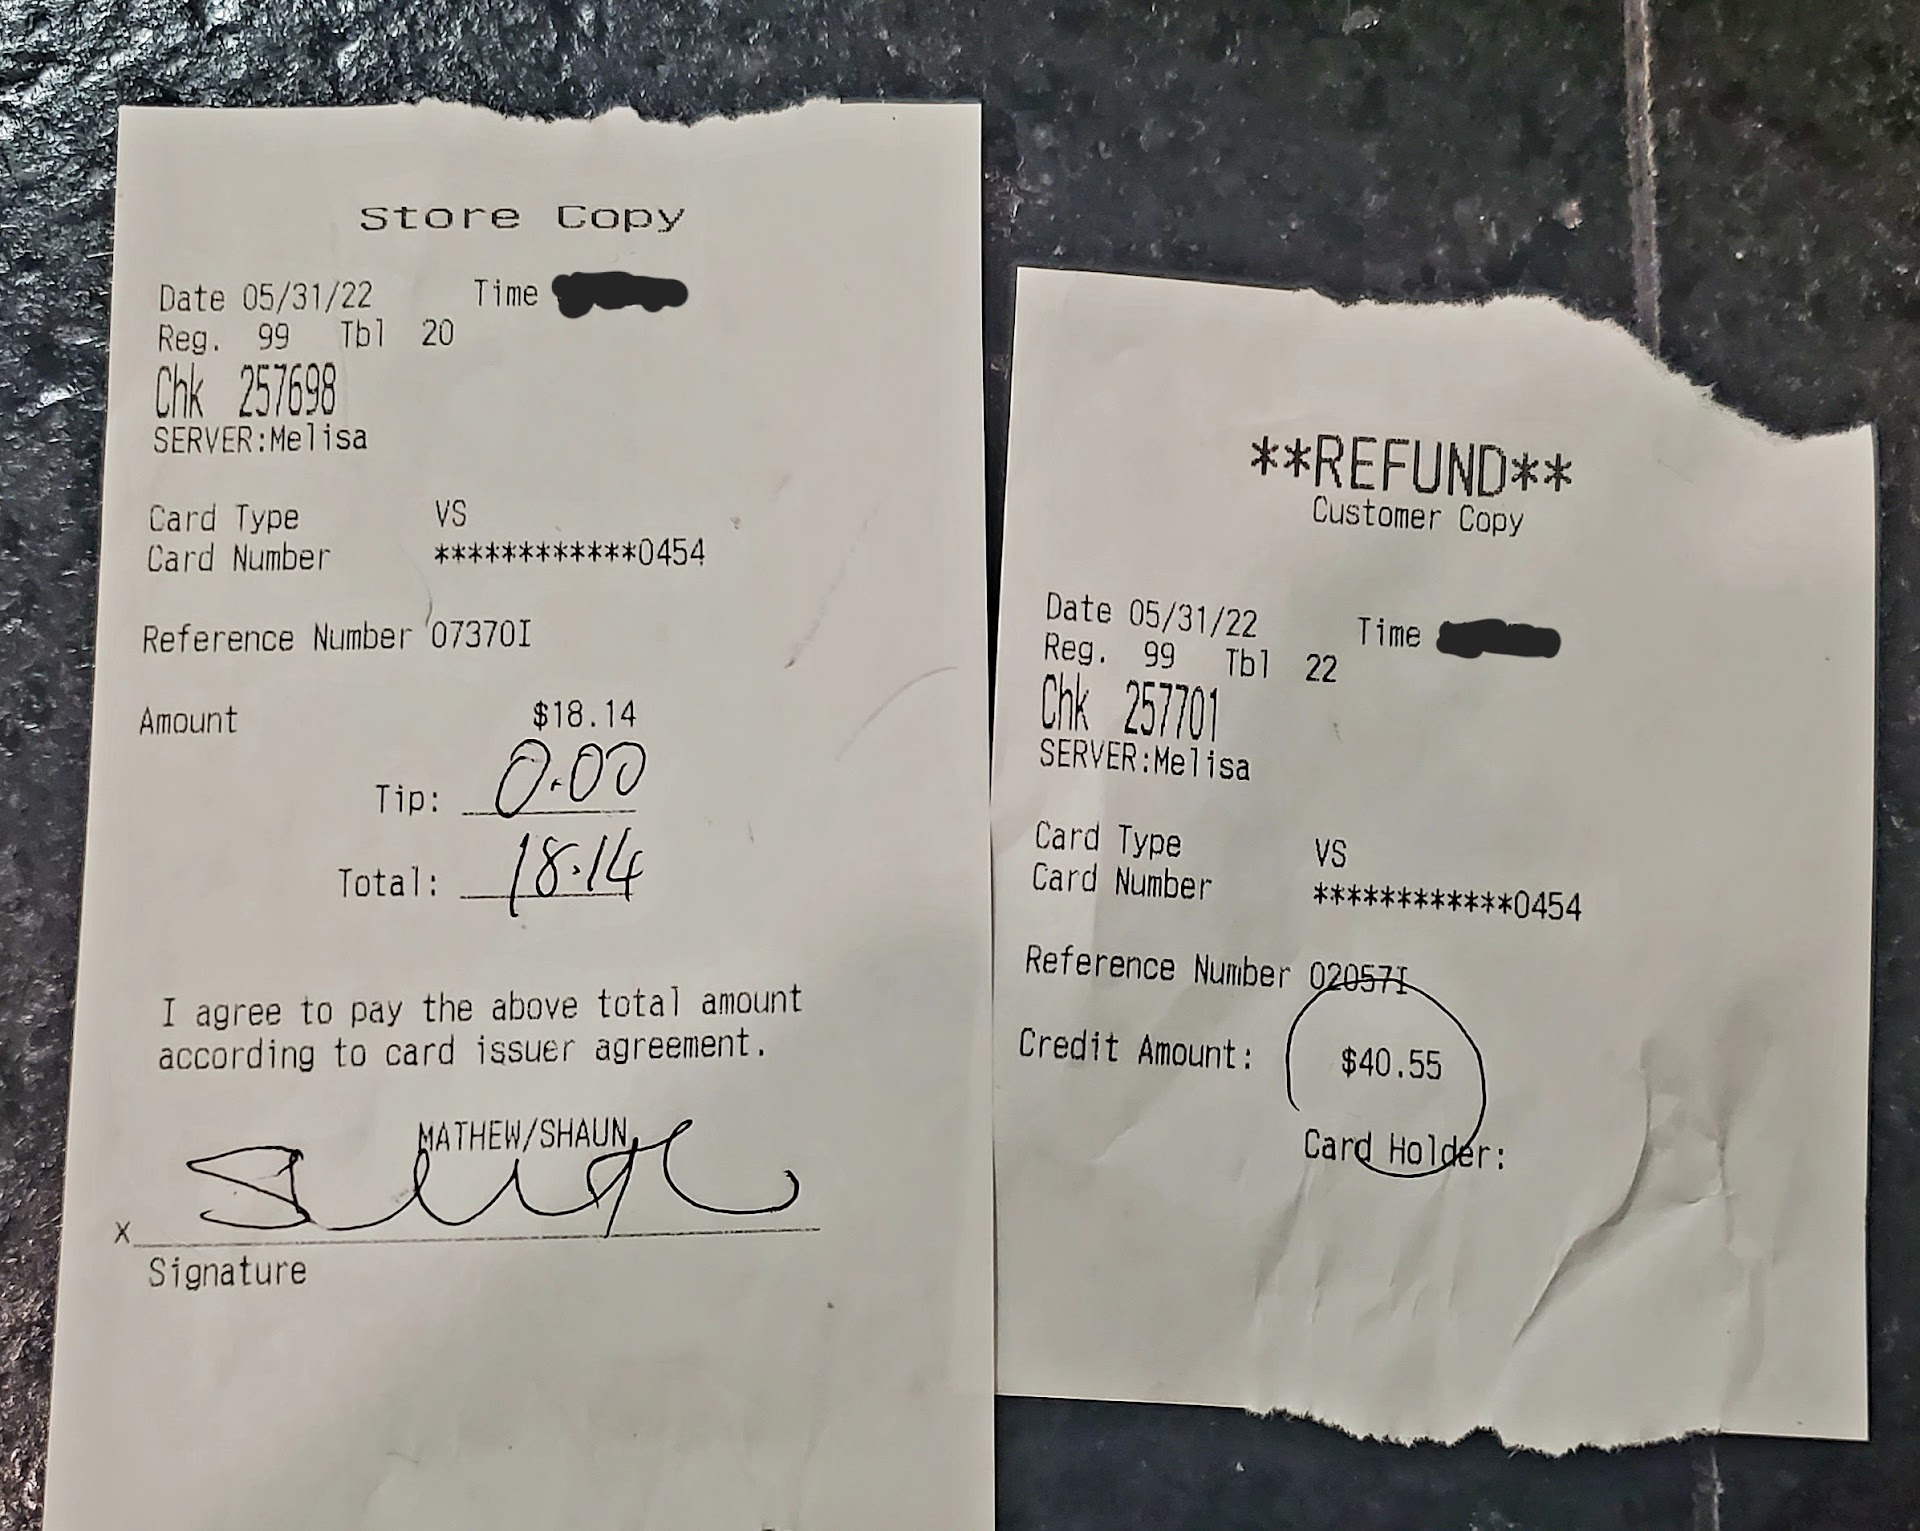 Store Copy
Date 05/31/22 Time
Reg. 99 Tbl 20
Chk 257698
SERVER:Melisa
Card Type VS
Card Number ************0454
Reference Number 07370I
Amount $18.14
Tip: 0.00
Total: 18.14
I agree to pay the above total amount
according to card issuer agreement.
MATHEW/SHAUN
X
Signature
**REFUND**
Customer Copy
Date 05/31/22 Time
Reg. 99 Tbl 22
Chk 257701
SERVER:Melisa
Card Type VS
Card Number ************0454
Reference Number 02057I
Credit Amount: $40.55
Card Holder: